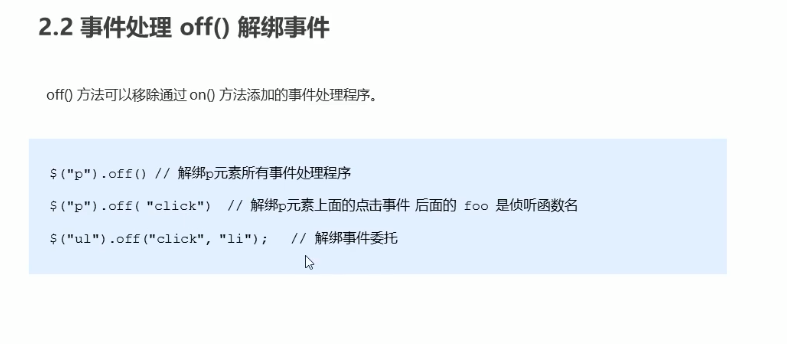 2.2 事件处理 off() 解绑事件
off() 方法可以移除通过 on() 方法添加的事件处理程序。
$("p").off() // 解绑p元素所有事件处理程序
$("p").off( "click")  // 解绑p元素上面的点击事件 后面的 foo 是侦听函数名
$("ul").off("click", "li");   // 解绑事件委托